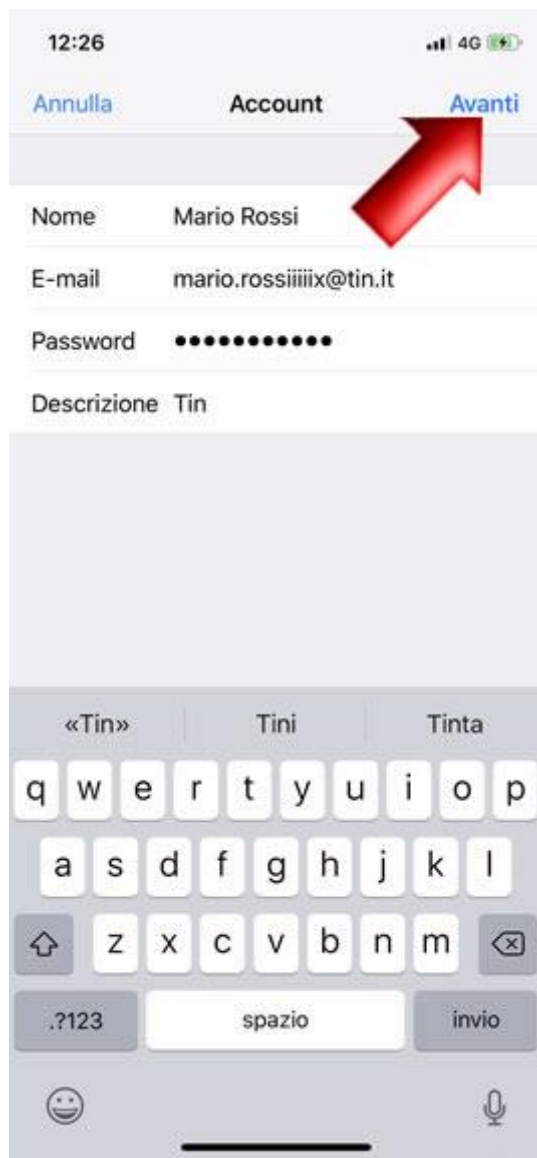 12:26 4G
Annulla Account Avanti
Nome Mario Rossi
E-mail mario.rossiiiiix@tin.it
Password •••••••••••
Descrizione Tin
«Tin» Tini Tinta
q w e r t y u i o p
a s d f g h j k l
z x c v b n m
.?123 spazio invio